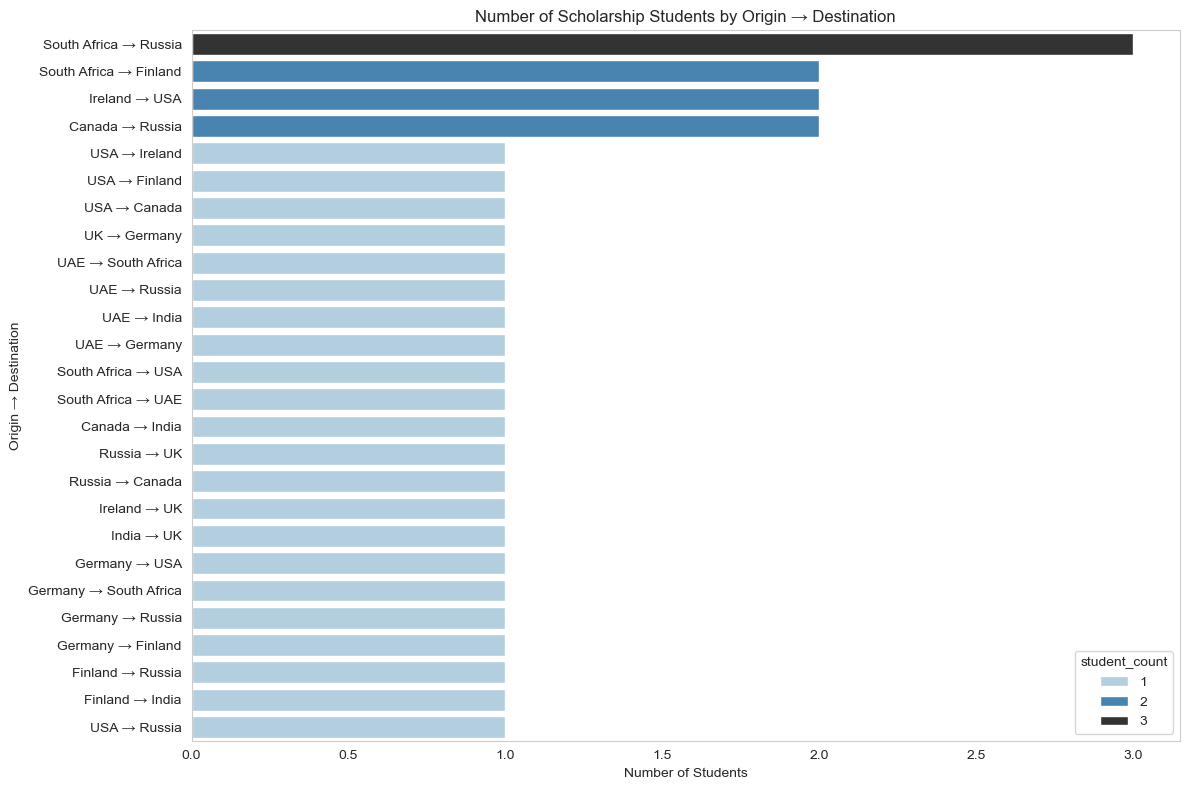 Number of Scholarship Students by Origin → Destination
Origin → Destination
South Africa → Russia
South Africa → Finland
Ireland → USA
Canada → Russia
USA → Ireland
USA → Finland
USA → Canada
UK → Germany
UAE → South Africa
UAE → Russia
UAE → India
UAE → Germany
South Africa → USA
South Africa → UAE
Canada → India
Russia → UK
Russia → Canada
Ireland → UK
India → UK
Germany → USA
Germany → South Africa
Germany → Russia
Germany → Finland
Finland → Russia
Finland → India
USA → Russia
student_count
1
2
3
0.0 0.5 1.0 1.5 2.0 2.5 3.0
Number of Students